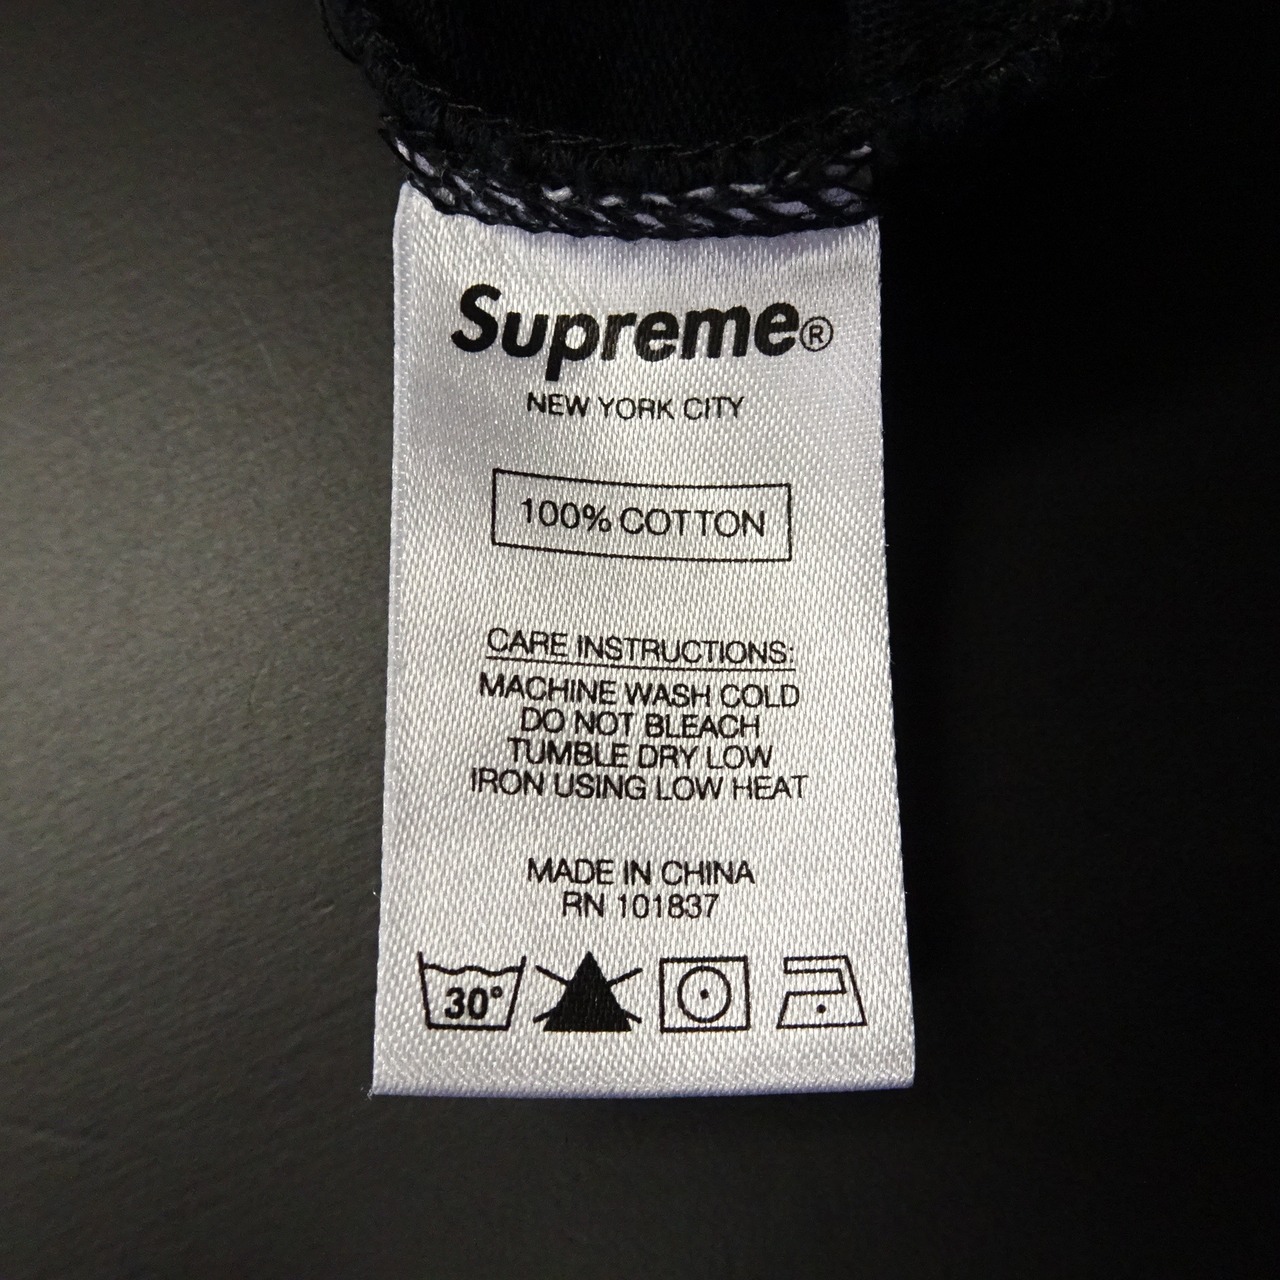 Supreme®
NEW YORK CITY
100% COTTON
CARE INSTRUCTIONS:
MACHINE WASH COLD
DO NOT BLEACH
TUMBLE DRY LOW
IRON USING LOW HEAT
MADE IN CHINA
RN 101837
30°